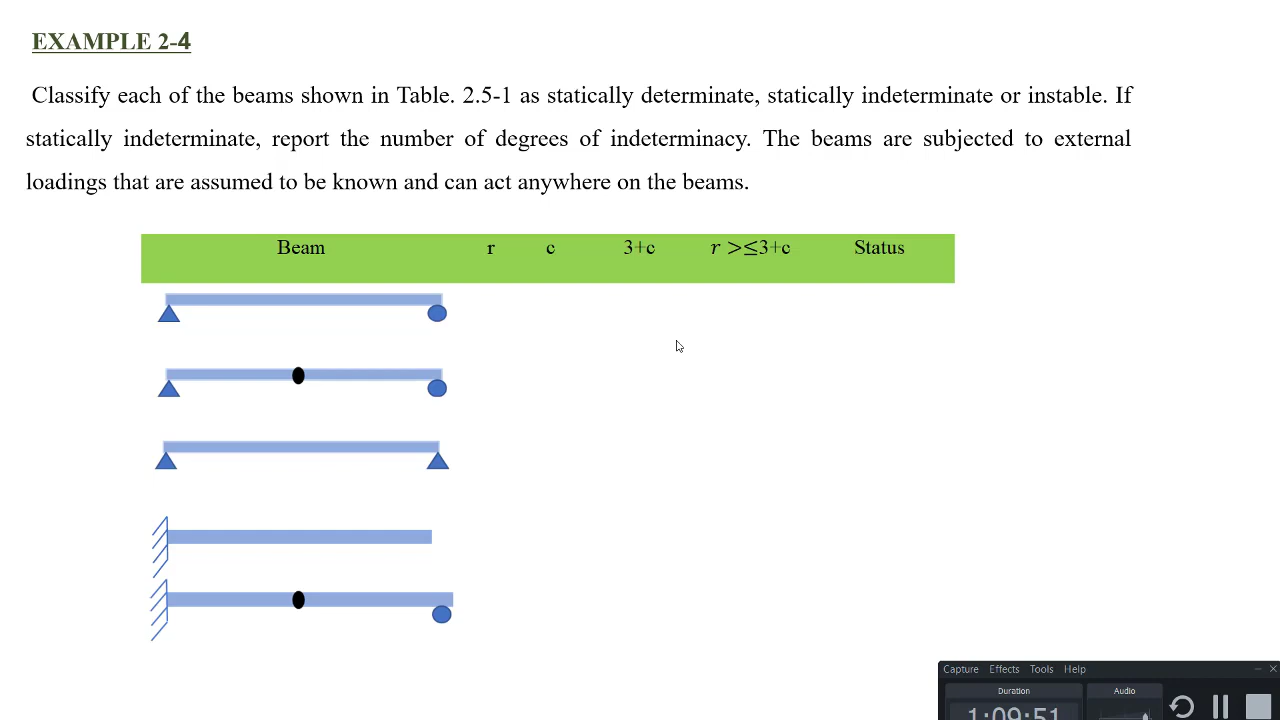 EXAMPLE 2-4
Classify each of the beams shown in Table. 2.5-1 as statically determinate, statically indeterminate or instable. If
statically indeterminate, report the number of degrees of indeterminacy. The beams are subjected to external
loadings that are assumed to be known and can act anywhere on the beams.
Beam r c 3+c r >≤3+c Status
Capture Effects Tools Help
Duration Audio
1:09:51